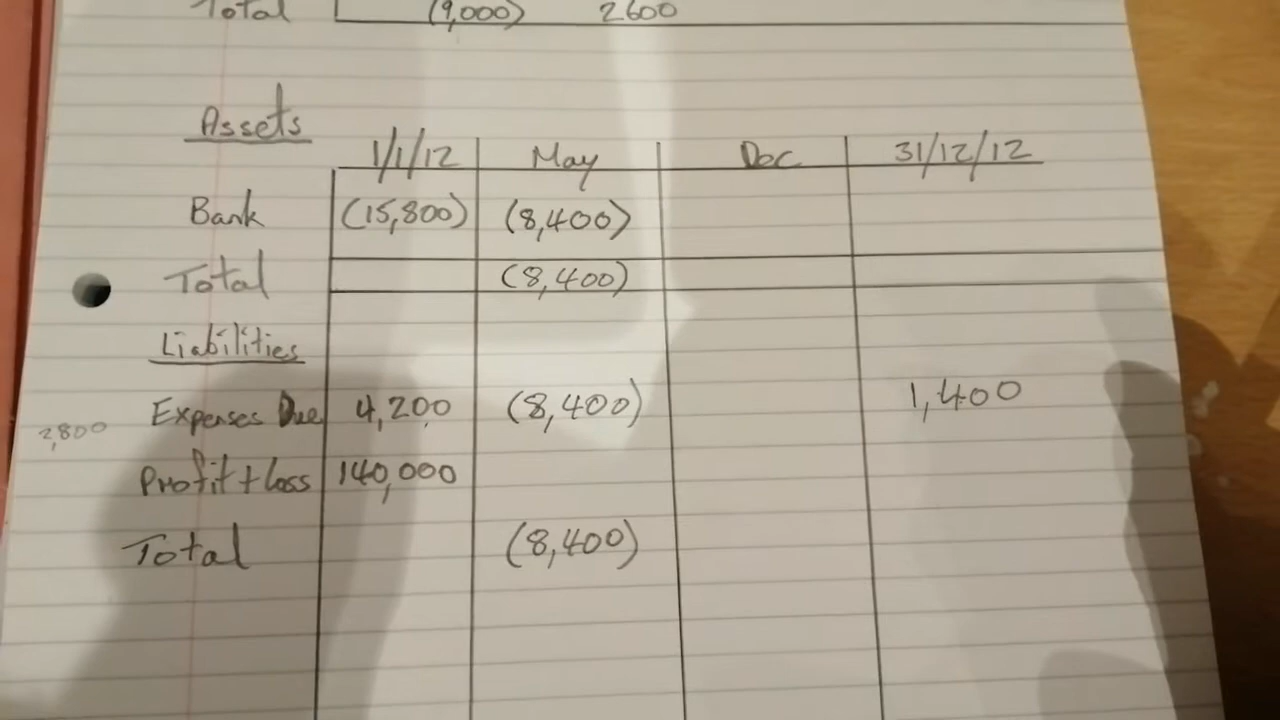 Total (9,000) 2600
Assets
1/1/12 May Dec 31/12/12
Bank (15,800) (8,400)
Total (8,400)
Liabilities
Expenses Due 4,200 (8,400) 1,400
2,800
Profit + Loss 140,000
Total (8,400)